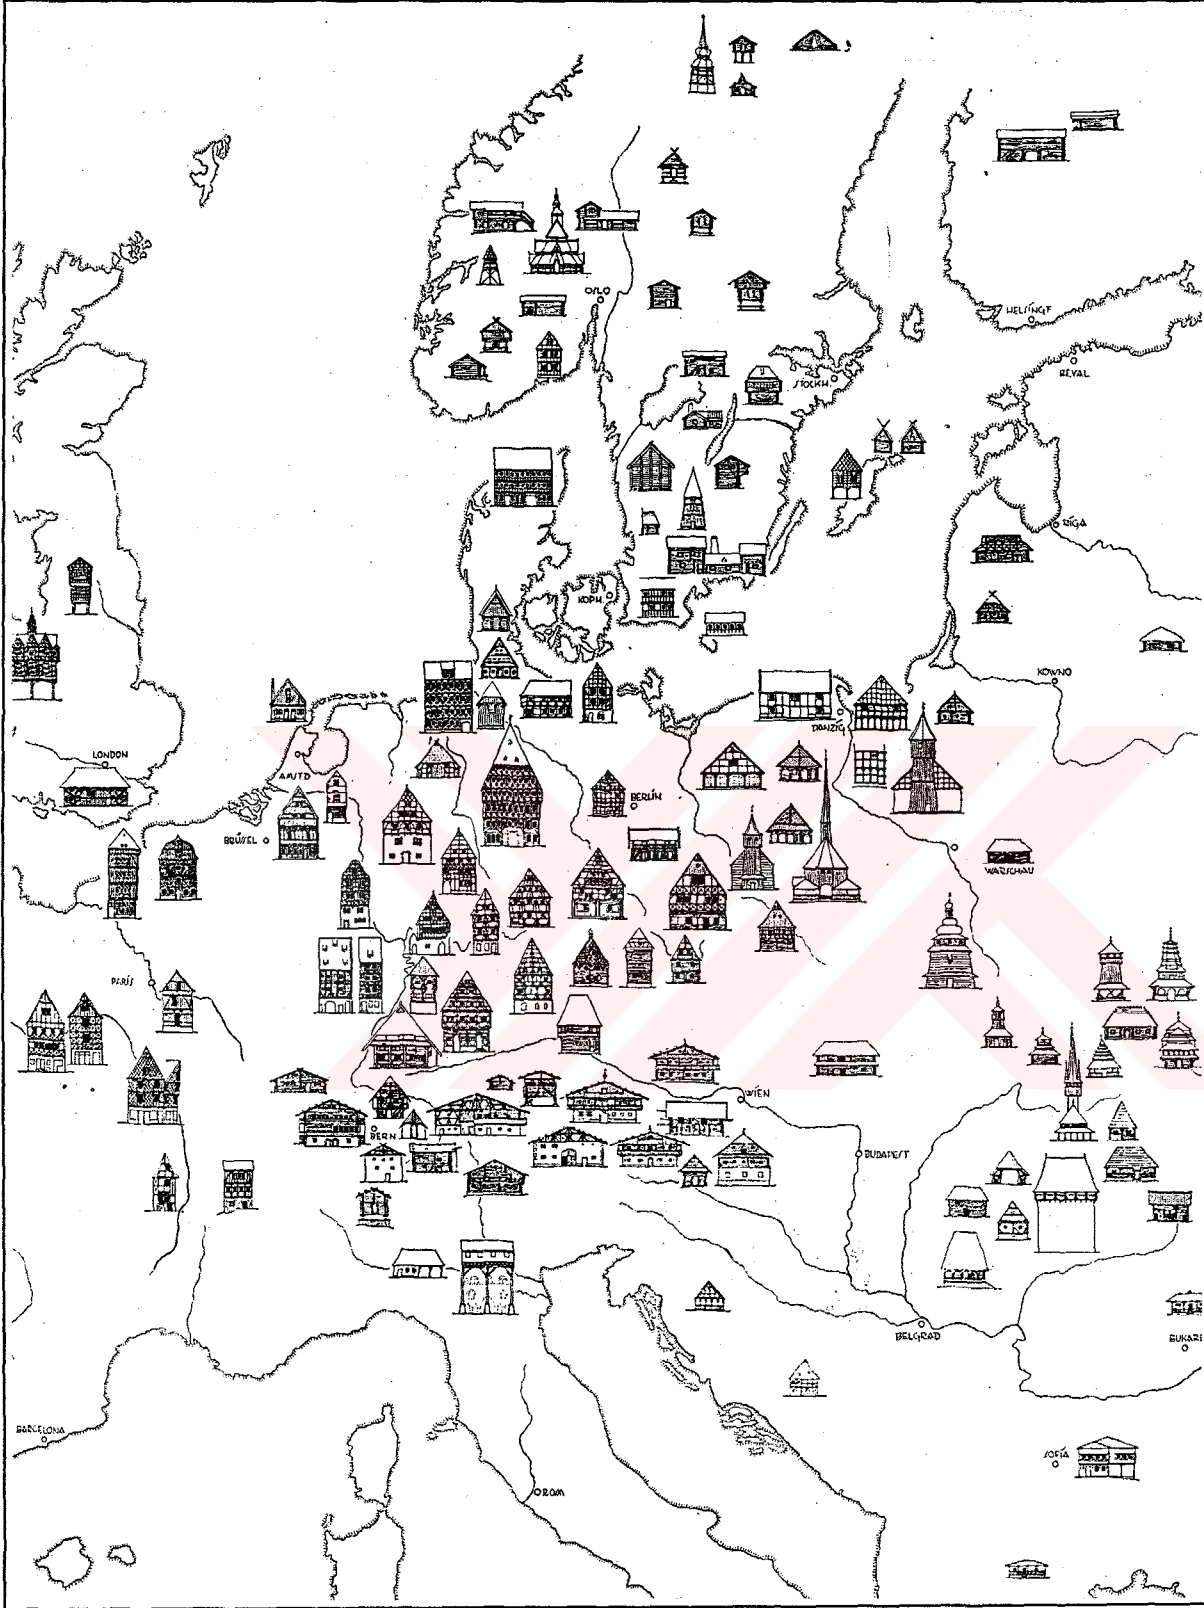 OSLO
HELSINGF
REVAL
STOCKH.
RIGA
KOPH.
KOWNO
DANZIG
LONDON
AMSTD
BERLIN
BRÜSSEL
WARSCHAU
PARIS
WIEN
BERN
BUDAPEST
BELGRAD
BUKARE
BARCELONA
SOFIA
ROM